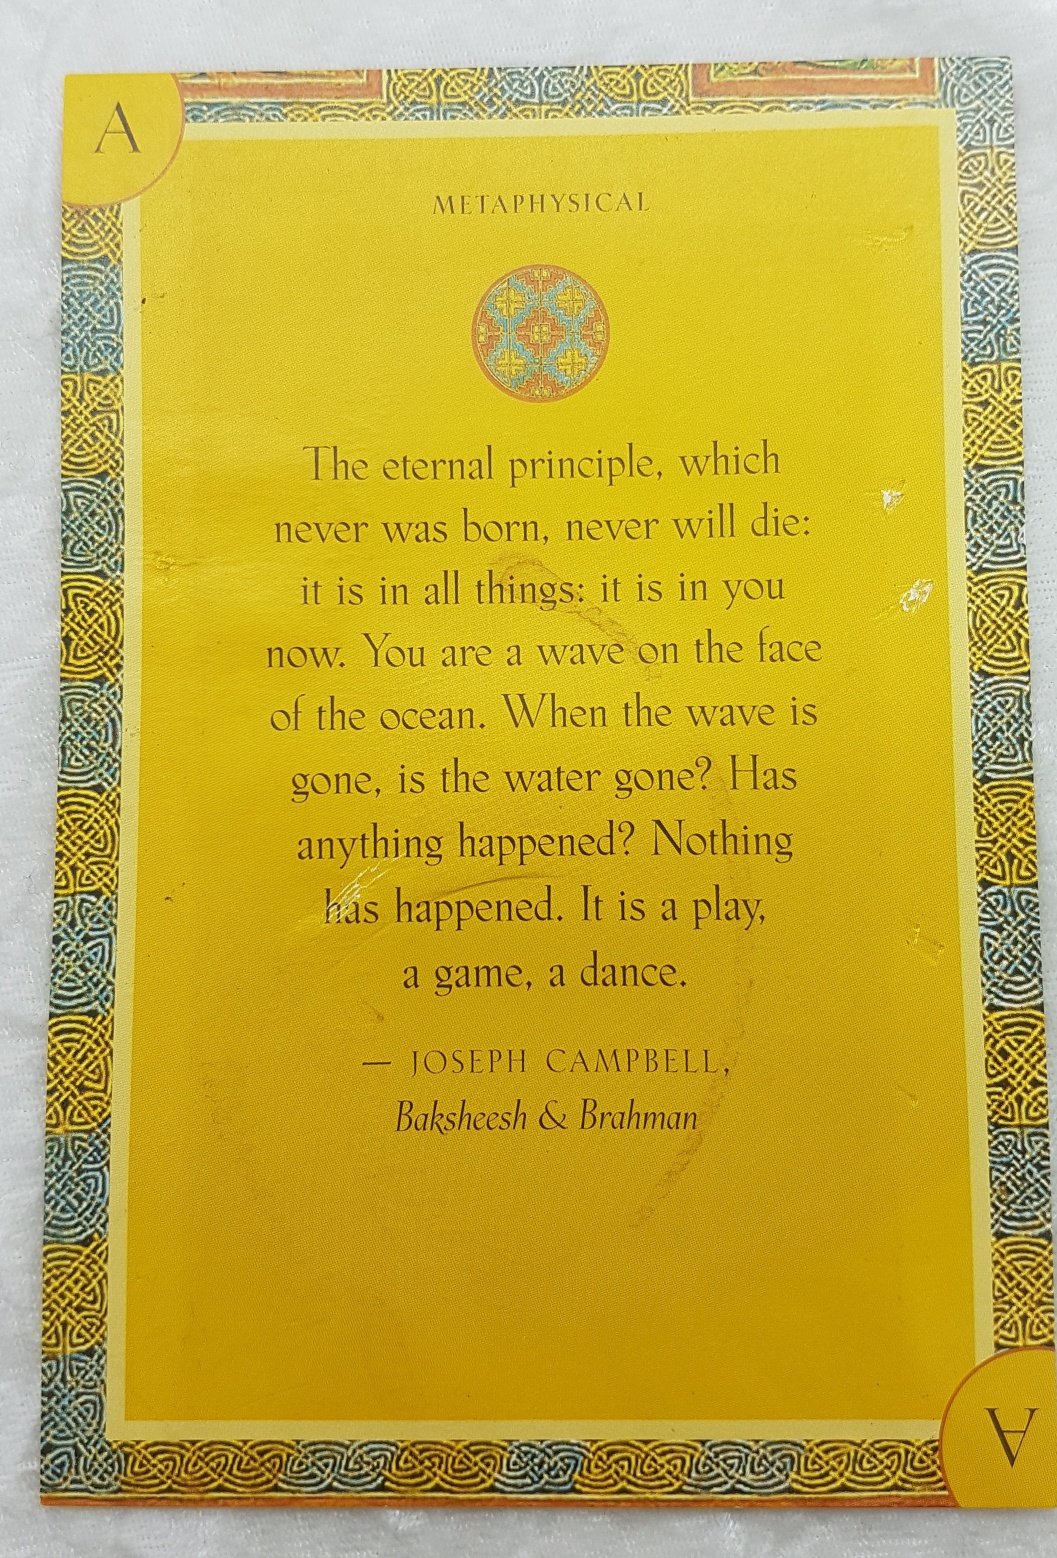 A
METAPHYSICAL
The eternal principle, which
never was born, never will die:
it is in all things: it is in you
now. You are a wave on the face
of the ocean. When the wave is
gone, is the water gone? Has
anything happened? Nothing
has happened. It is a play,
a game, a dance.
— JOSEPH CAMPBELL,
Baksheesh & Brahman
A